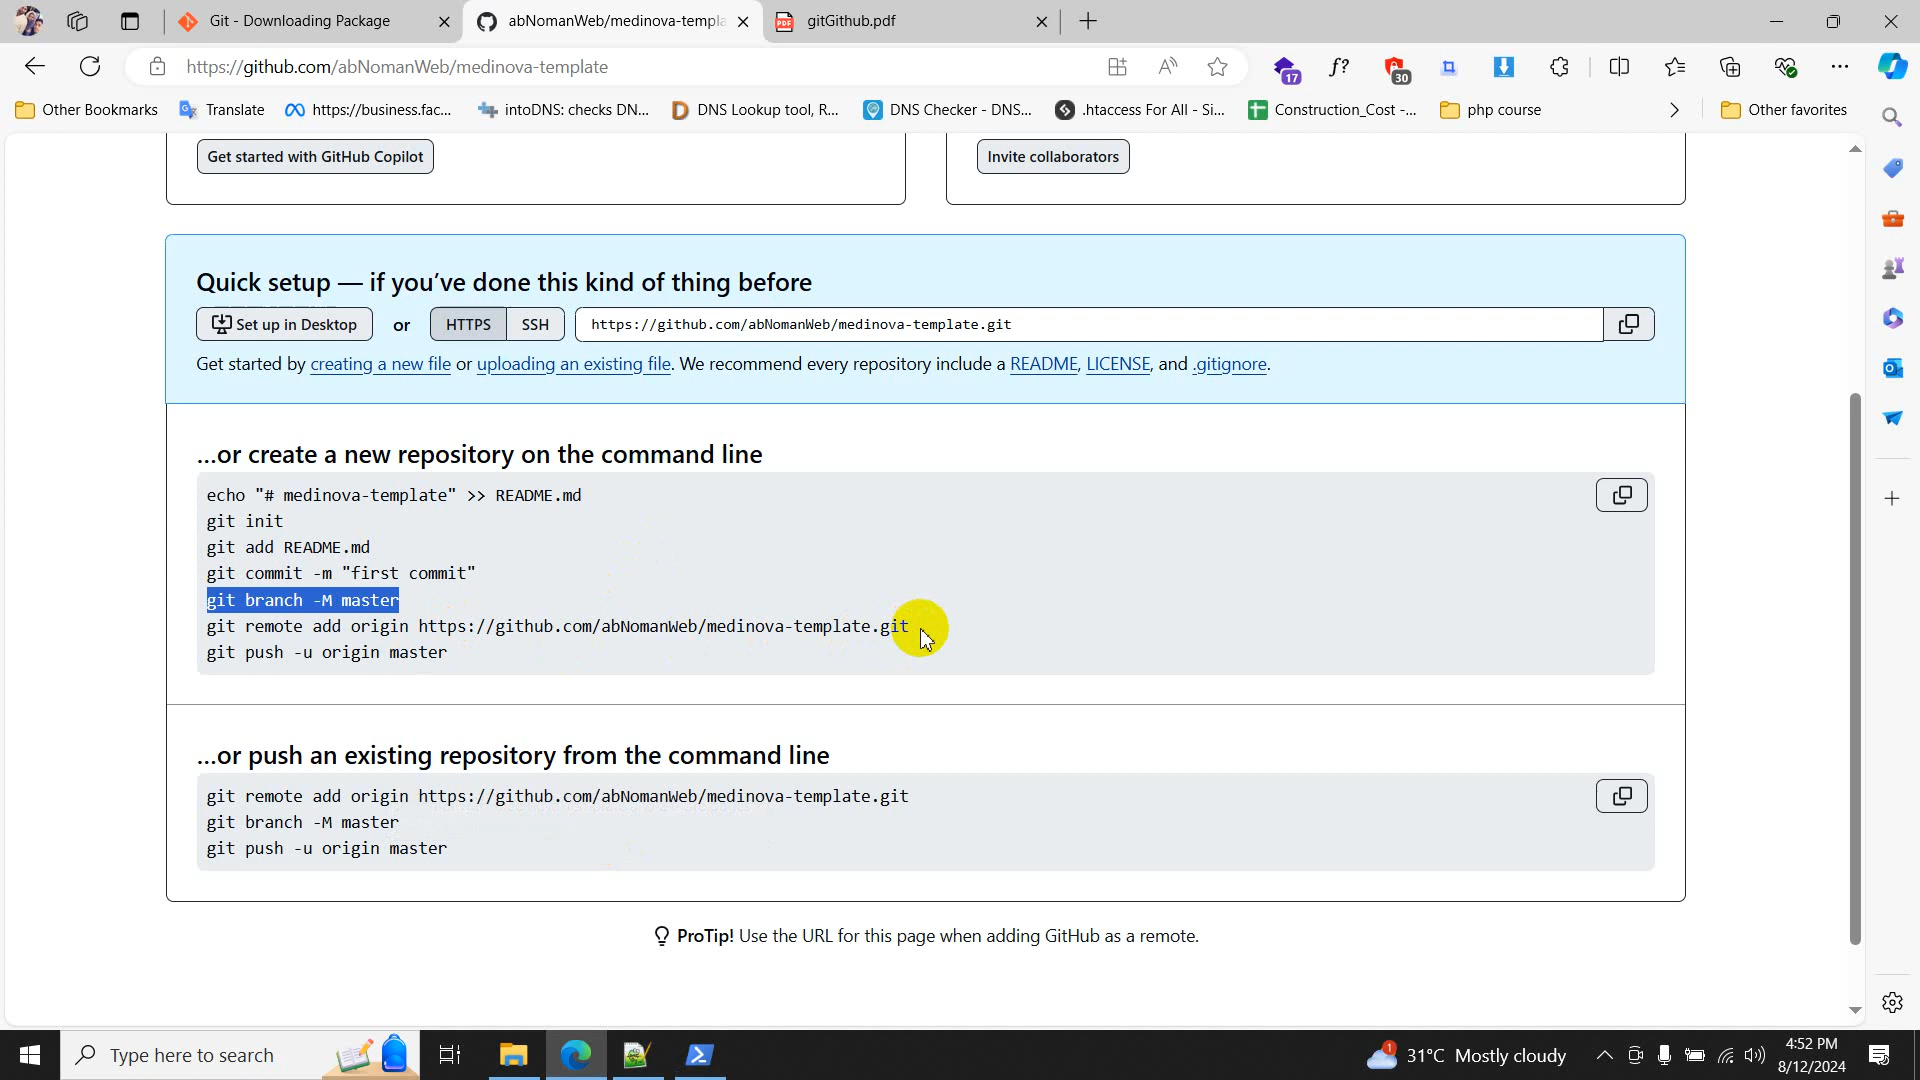 Git - Downloading Package
abNomanWeb/medinova-templa
gitGithub.pdf
https://github.com/abNomanWeb/medinova-template
17
f?
30
Other Bookmarks
Translate
https://business.fac...
intoDNS: checks DN...
DNS Lookup tool, R...
DNS Checker - DNS...
.htaccess For All - Si...
Construction_Cost -...
php course
Other favorites
Get started with GitHub Copilot
Invite collaborators
Quick setup — if you've done this kind of thing before
Set up in Desktop
or
HTTPS
SSH
https://github.com/abNomanWeb/medinova-template.git
Get started by creating a new file or uploading an existing file. We recommend every repository include a README, LICENSE, and .gitignore.
...or create a new repository on the command line
echo "# medinova-template" >> README.md
git init
git add README.md
git commit -m "first commit"
git branch -M master
git remote add origin https://github.com/abNomanWeb/medinova-template.git
git push -u origin master
...or push an existing repository from the command line
git remote add origin https://github.com/abNomanWeb/medinova-template.git
git branch -M master
git push -u origin master
ProTip! Use the URL for this page when adding GitHub as a remote.
Type here to search
1
31°C Mostly cloudy
4:52 PM
8/12/2024